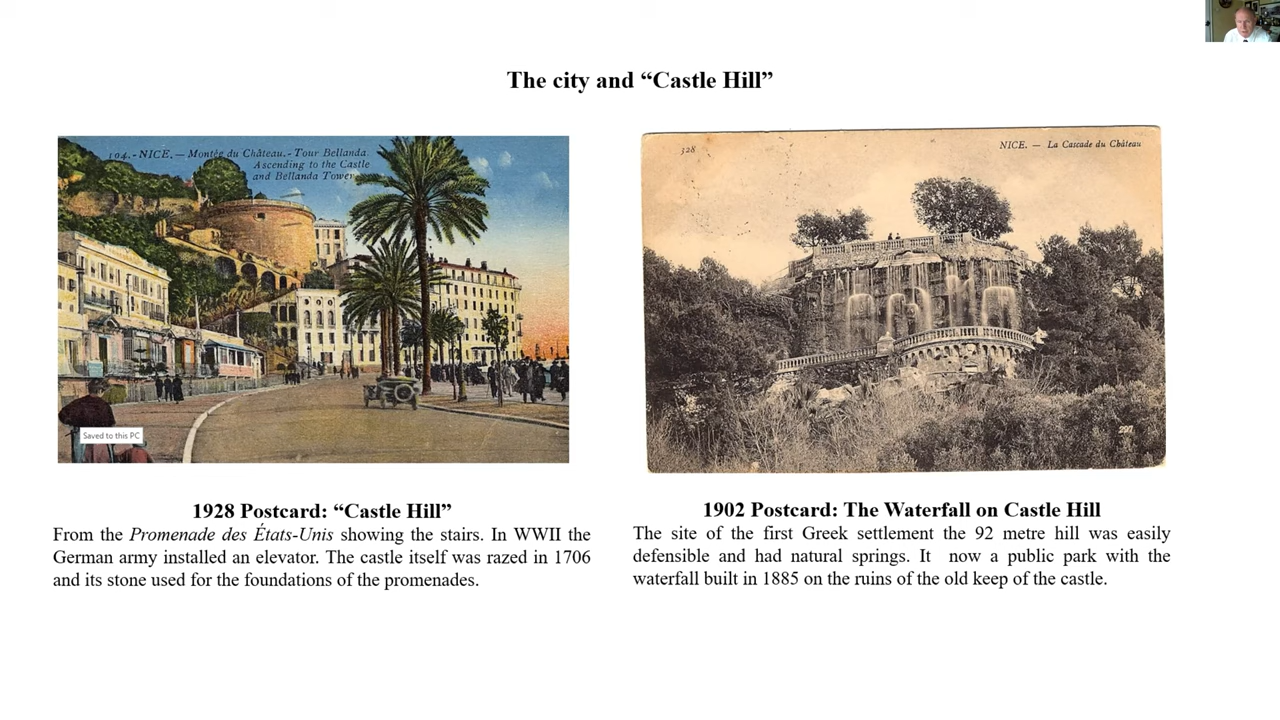 The city and “Castle Hill”
104.-NICE.— Montée du Château.- Tour Bellanda.
Ascending to the Castle
and Bellanda Tower
Saved to this PC
328
NICE. — La Cascade du Château
227
1928 Postcard: “Castle Hill”
From the Promenade des États-Unis showing the stairs. In WWII the
German army installed an elevator. The castle itself was razed in 1706
and its stone used for the foundations of the promenades.
1902 Postcard: The Waterfall on Castle Hill
The site of the first Greek settlement the 92 metre hill was easily
defensible and had natural springs. It now a public park with the
waterfall built in 1885 on the ruins of the old keep of the castle.